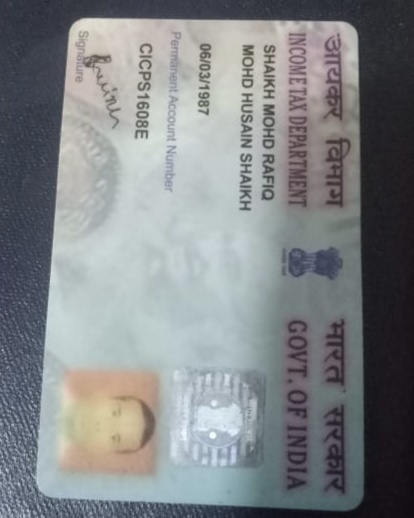 आयकर विभाग
INCOME TAX DEPARTMENT
भारत सरकार
GOVT. OF INDIA
SHAIKH MOHD RAFIQ
MOHD HUSAIN SHAIKH
06/03/1987
Permanent Account Number
CICPS1608E
Signature